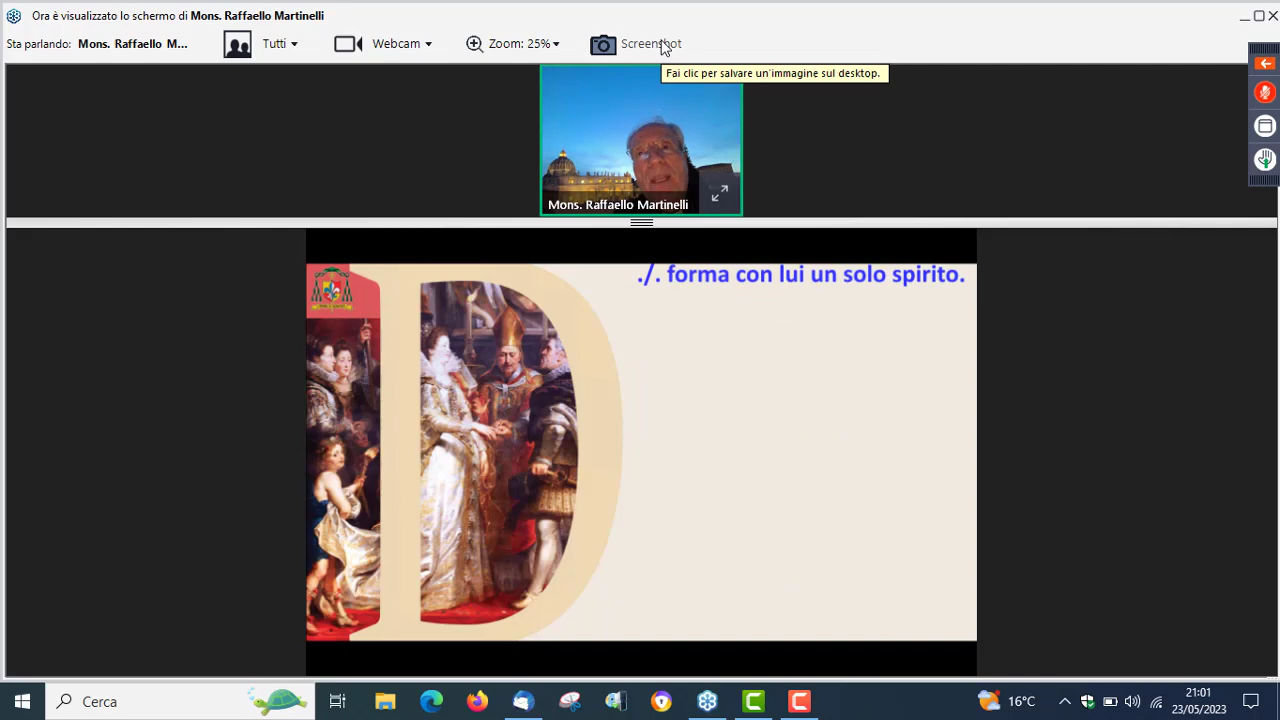 Ora è visualizzato lo schermo di Mons. Raffaello Martinelli
Sta parlando: Mons. Raffaello M...
Tutti
Webcam
Zoom: 25%
Screenshot
Fai clic per salvare un'immagine sul desktop.
Mons. Raffaello Martinelli
./. forma con lui un solo spirito.
D
Cerca
16°C
21:01
23/05/2023